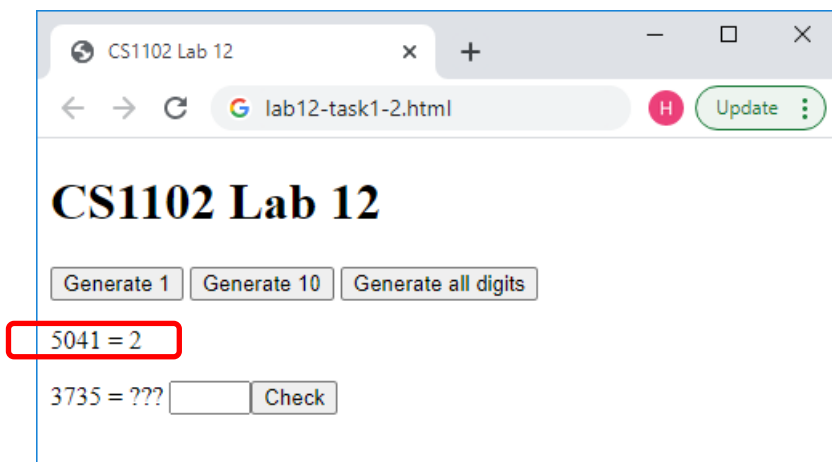 CS1102 Lab 12
lab12-task1-2.html
H
Update
CS1102 Lab 12
Generate 1 Generate 10 Generate all digits
5041 = 2
3735 = ??? Check